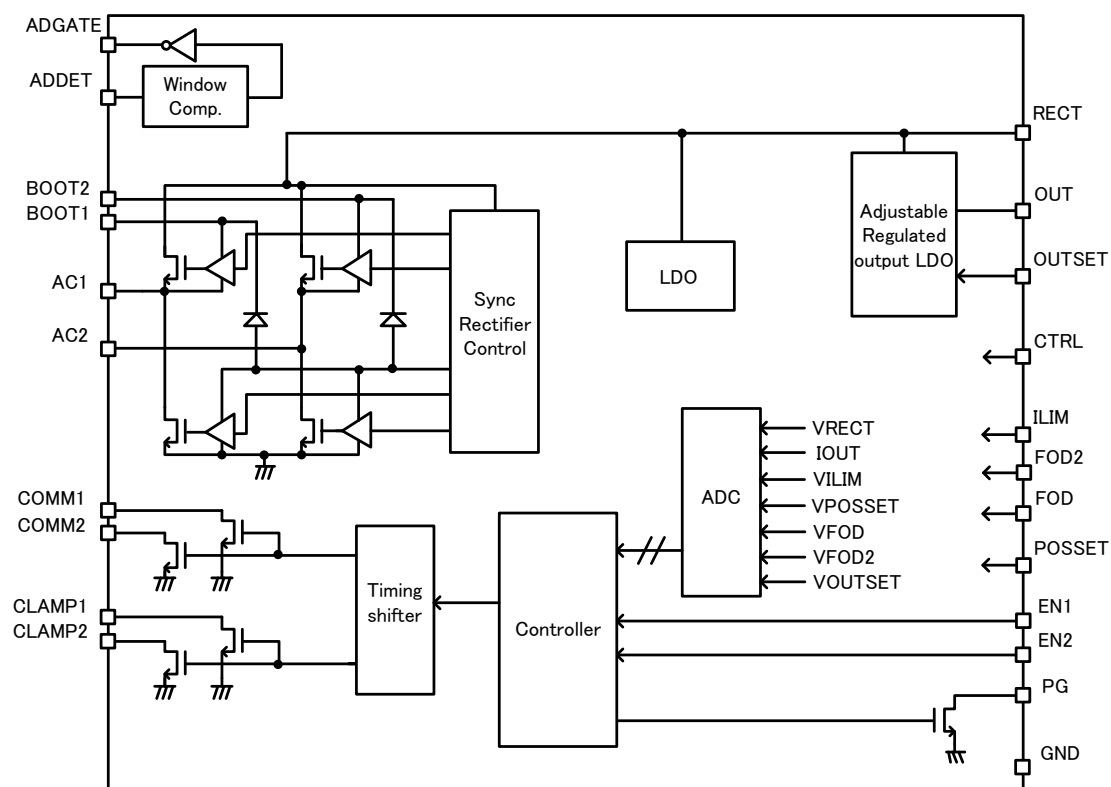 ADGATE
ADDET
Window
Comp.
RECT
BOOT2
BOOT1
AC1
AC2
Sync
Rectifier
Control
LDO
Adjustable
Regulated
output LDO
OUT
OUTSET
CTRL
ILIM
FOD2
FOD
POSSET
EN1
EN2
PG
GND
ADC
VRECT
IOUT
VILIM
VPOSSET
VFOD
VFOD2
VOUTSET
COMM1
COMM2
CLAMP1
CLAMP2
Timing
shifter
Controller